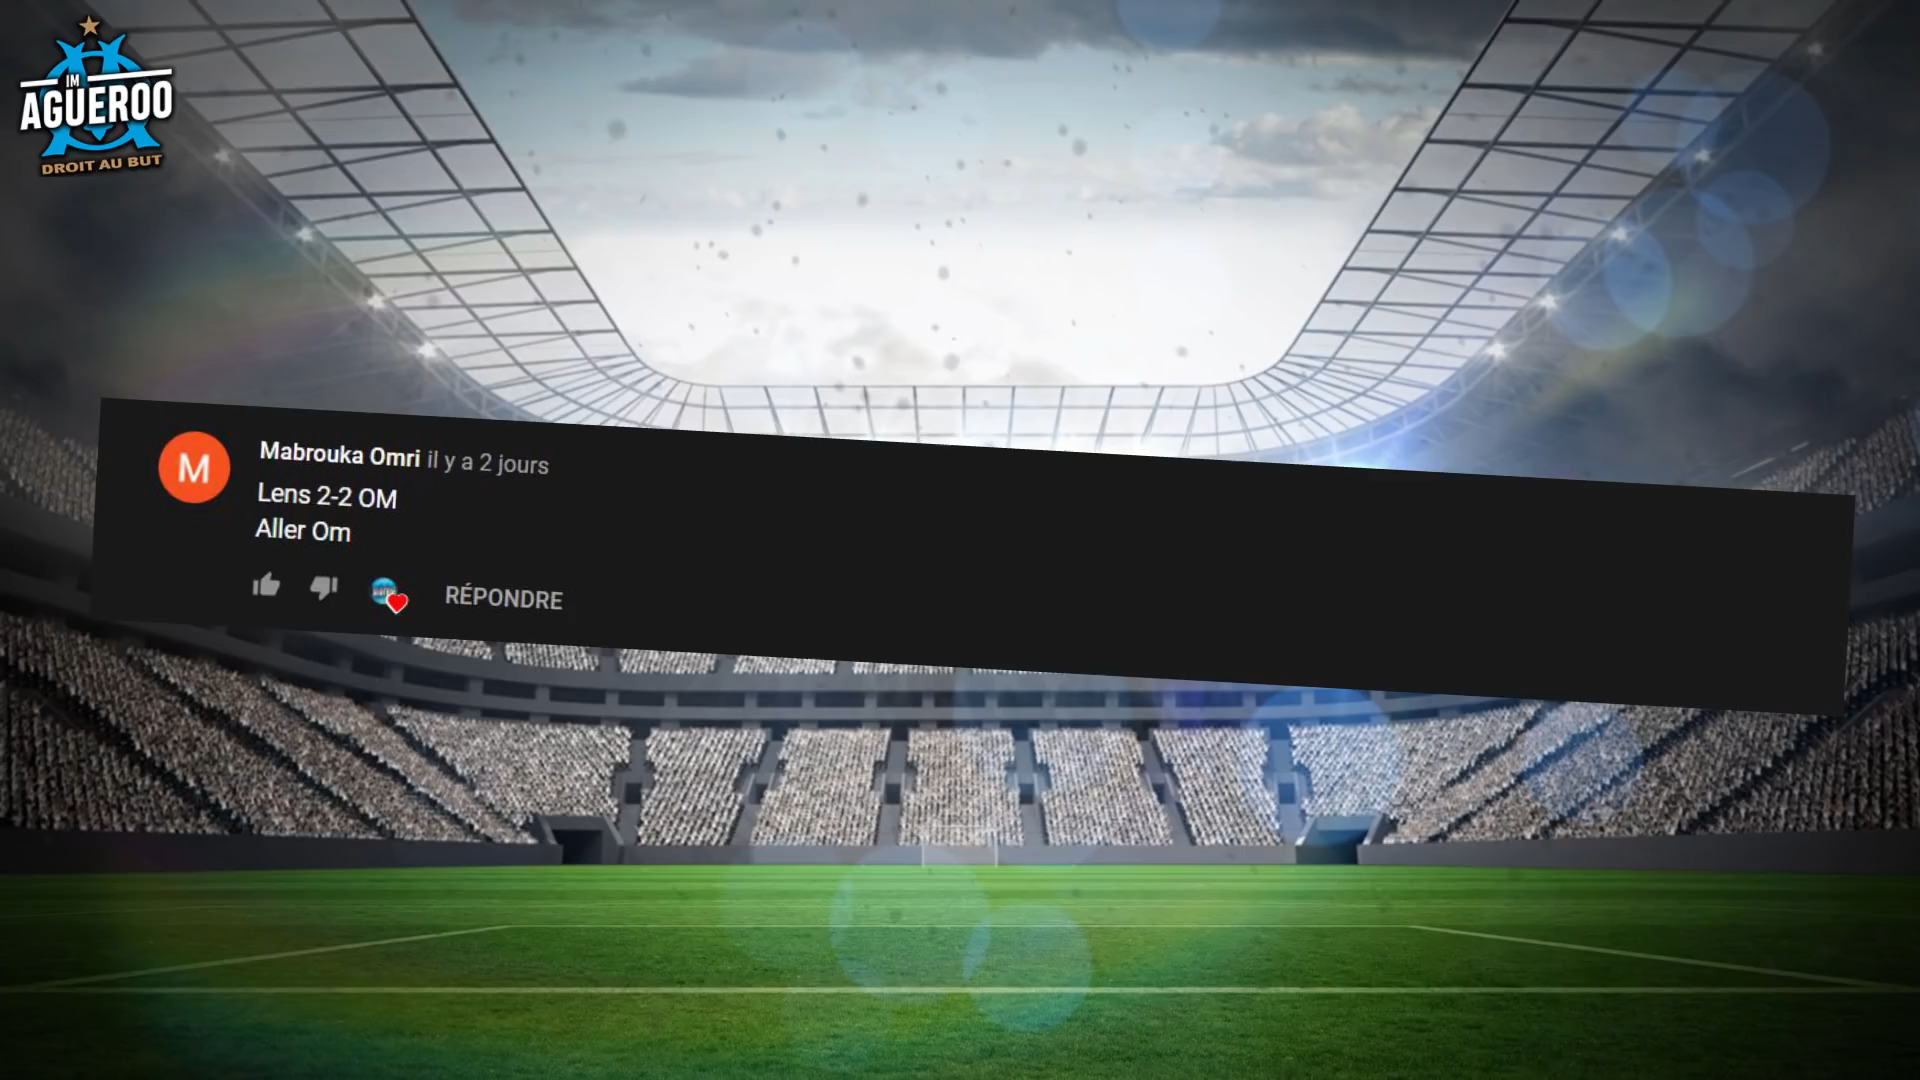 IM
AGUEROO
DROIT AU BUT
Mabrouka Omri il y a 2 jours
Lens 2-2 OM
Aller Om
RÉPONDRE